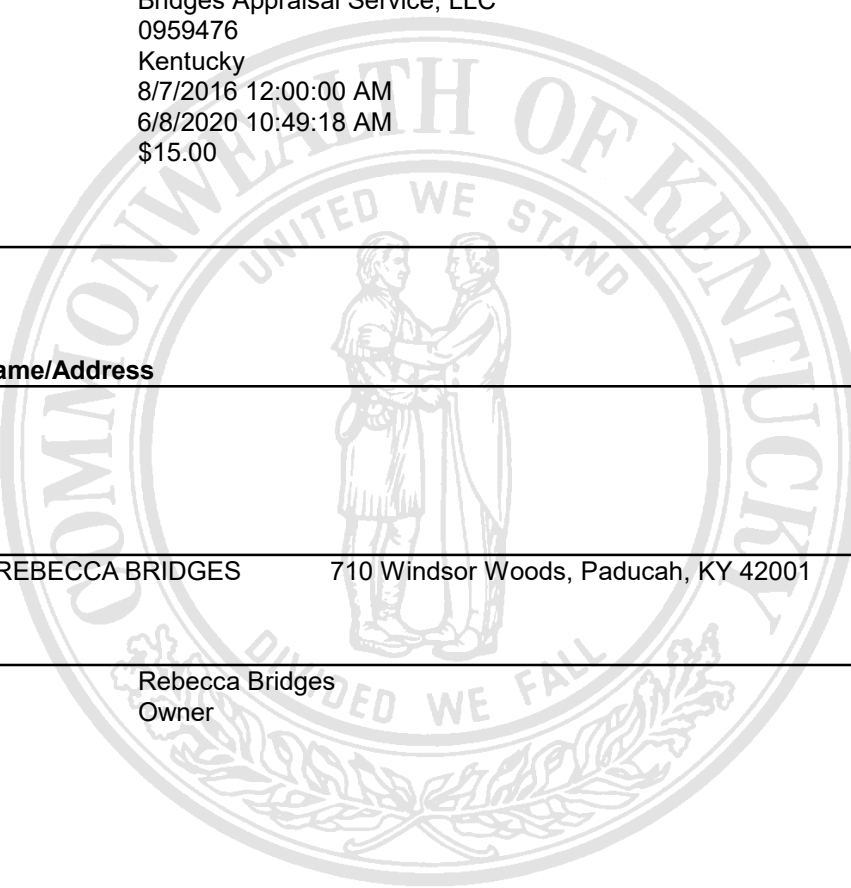 Bridges Appraisal Service, LLC
0959476
Kentucky
8/7/2016 12:00:00 AM
6/8/2020 10:49:18 AM
$15.00
COMMONWEALTH OF KENTUCKY
UNITED WE STAND
ame/Address
REBECCA BRIDGES 710 Windsor Woods, Paducah, KY 42001
DIVIDED WE FALL
Rebecca Bridges
Owner